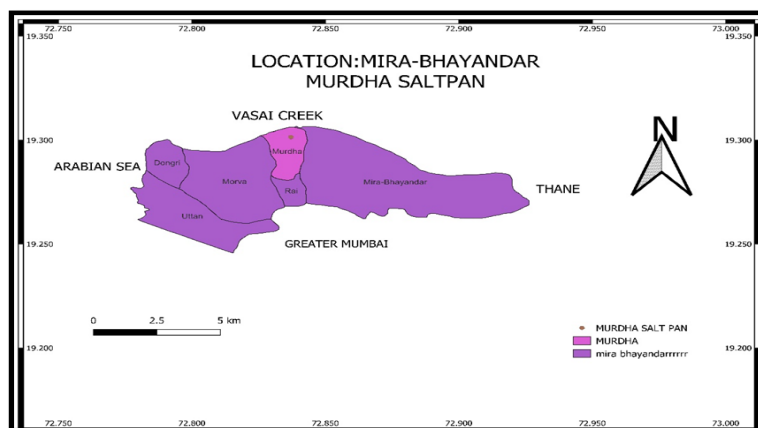 72.750 72.800 72.850 72.900 72.950 73.000
19.350 19.350
LOCATION:MIRA-BHAYANDAR
MURDHA SALTPAN
N
VASAI CREEK
19.300 19.300
Murdha
Dongri
ARABIAN SEA
Morva
Rai
Mira-Bhayandar
THANE
Uttan
19.250 19.250
GREATER MUMBAI
0 2.5 5 km
MURDHA SALT PAN
MURDHA
mira bhayandarrrrrr
19.200 19.200
72.750 72.800 72.850 72.900 72.950 73.000